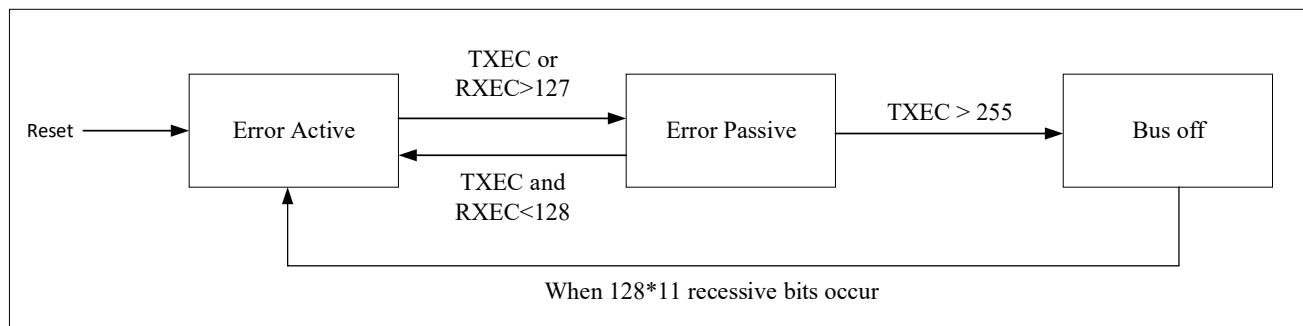 TXEC or
RXEC>127
Reset
Error Active
Error Passive
TXEC > 255
Bus off
TXEC and
RXEC<128
When 128*11 recessive bits occur